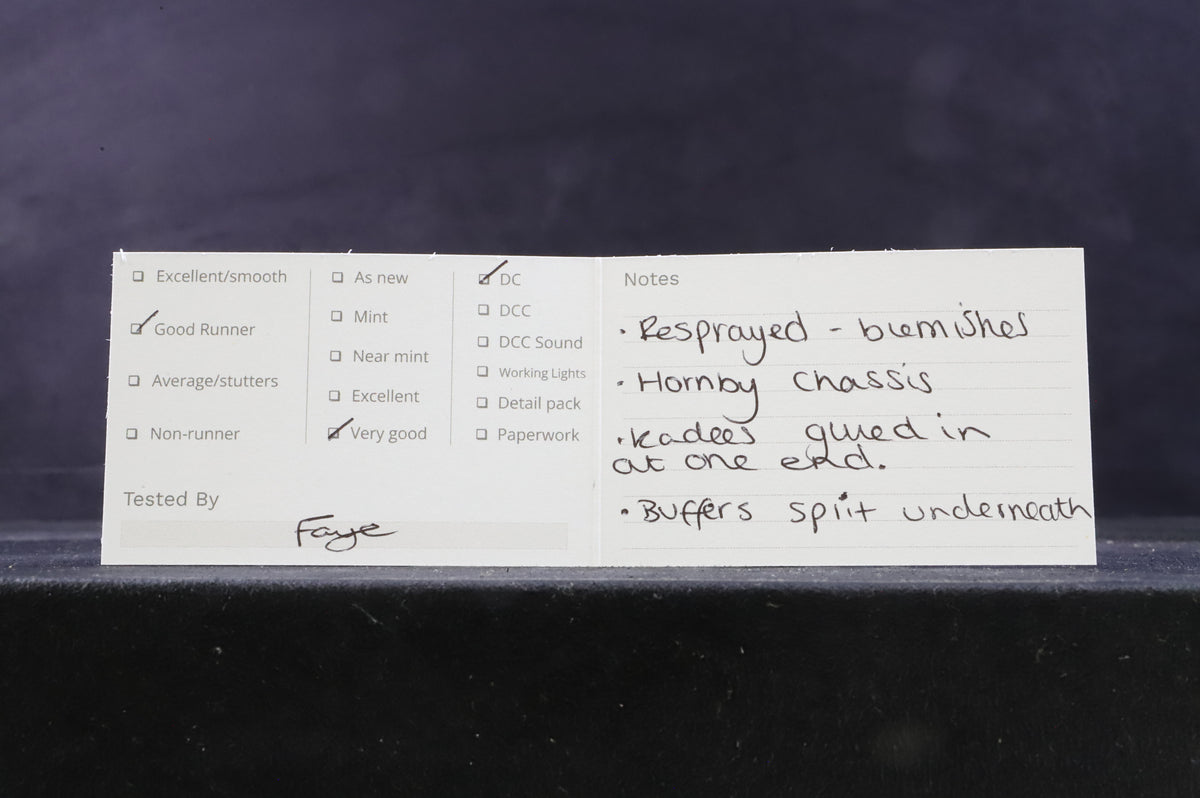 Excellent/smooth
Good Runner
Average/stutters
Non-runner
As new
Mint
Near mint
Excellent
Very good
DC
DCC
DCC Sound
Working Lights
Detail pack
Paperwork
Tested By
Faye
Notes
· Resprayed - blemishes
· Hornby Chassis
· Kadees glued in
at one end.
· Buffers split underneath